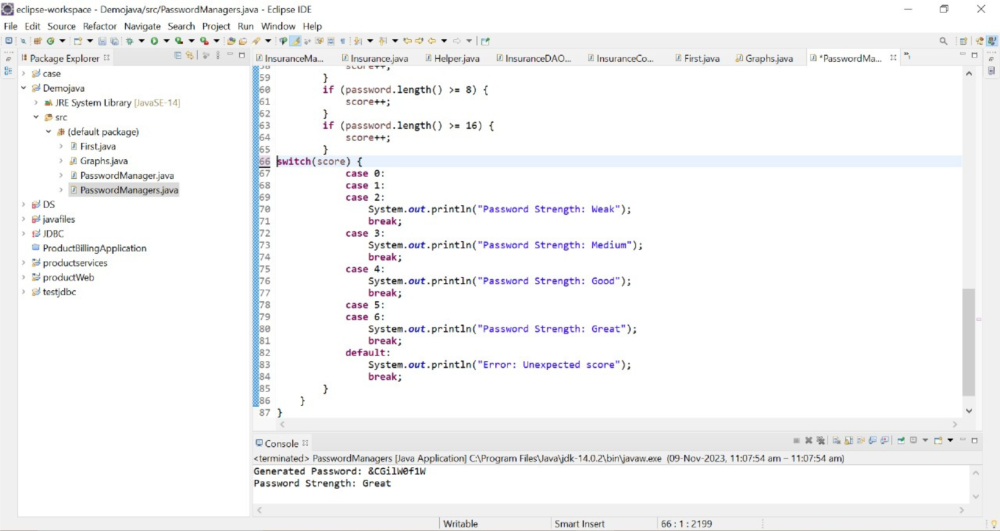 eclipse-workspace - Demojava/src/PasswordManagers.java - Eclipse IDE
File Edit Source Refactor Navigate Search Project Run Window Help
Package Explorer
case
Demojava
JRE System Library [JavaSE-14]
src
(default package)
First.java
Graphs.java
PasswordManager.java
PasswordManagers.java
DS
javafiles
JDBC
ProductBillingApplication
productservices
productWeb
testjdbc
InsuranceMa... Insurance.java Helper.java InsuranceDAO... InsuranceCo... First.java Graphs.java *PasswordMa... "1
58 score++;
59 }
60 if (password.length() >= 8) {
61 score++;
62 }
63 if (password.length() >= 16) {
64 score++;
65 }
66 switch(score) {
67 case 0:
68 case 1:
69 case 2:
70 System.out.println("Password Strength: Weak");
71 break;
72 case 3:
73 System.out.println("Password Strength: Medium");
74 break;
75 case 4:
76 System.out.println("Password Strength: Good");
77 break;
78 case 5:
79 case 6:
80 System.out.println("Password Strength: Great");
81 break;
82 default:
83 System.out.println("Error: Unexpected score");
84 break;
85 }
86 }
87 }
Console
<terminated> PasswordManagers [Java Application] C:\Program Files\Java\jdk-14.0.2\bin\javaw.exe (09-Nov-2023, 11:07:54 am – 11:07:54 am)
Generated Password: &CGilW0f1W
Password Strength: Great
Writable Smart Insert 66 : 1 : 2199